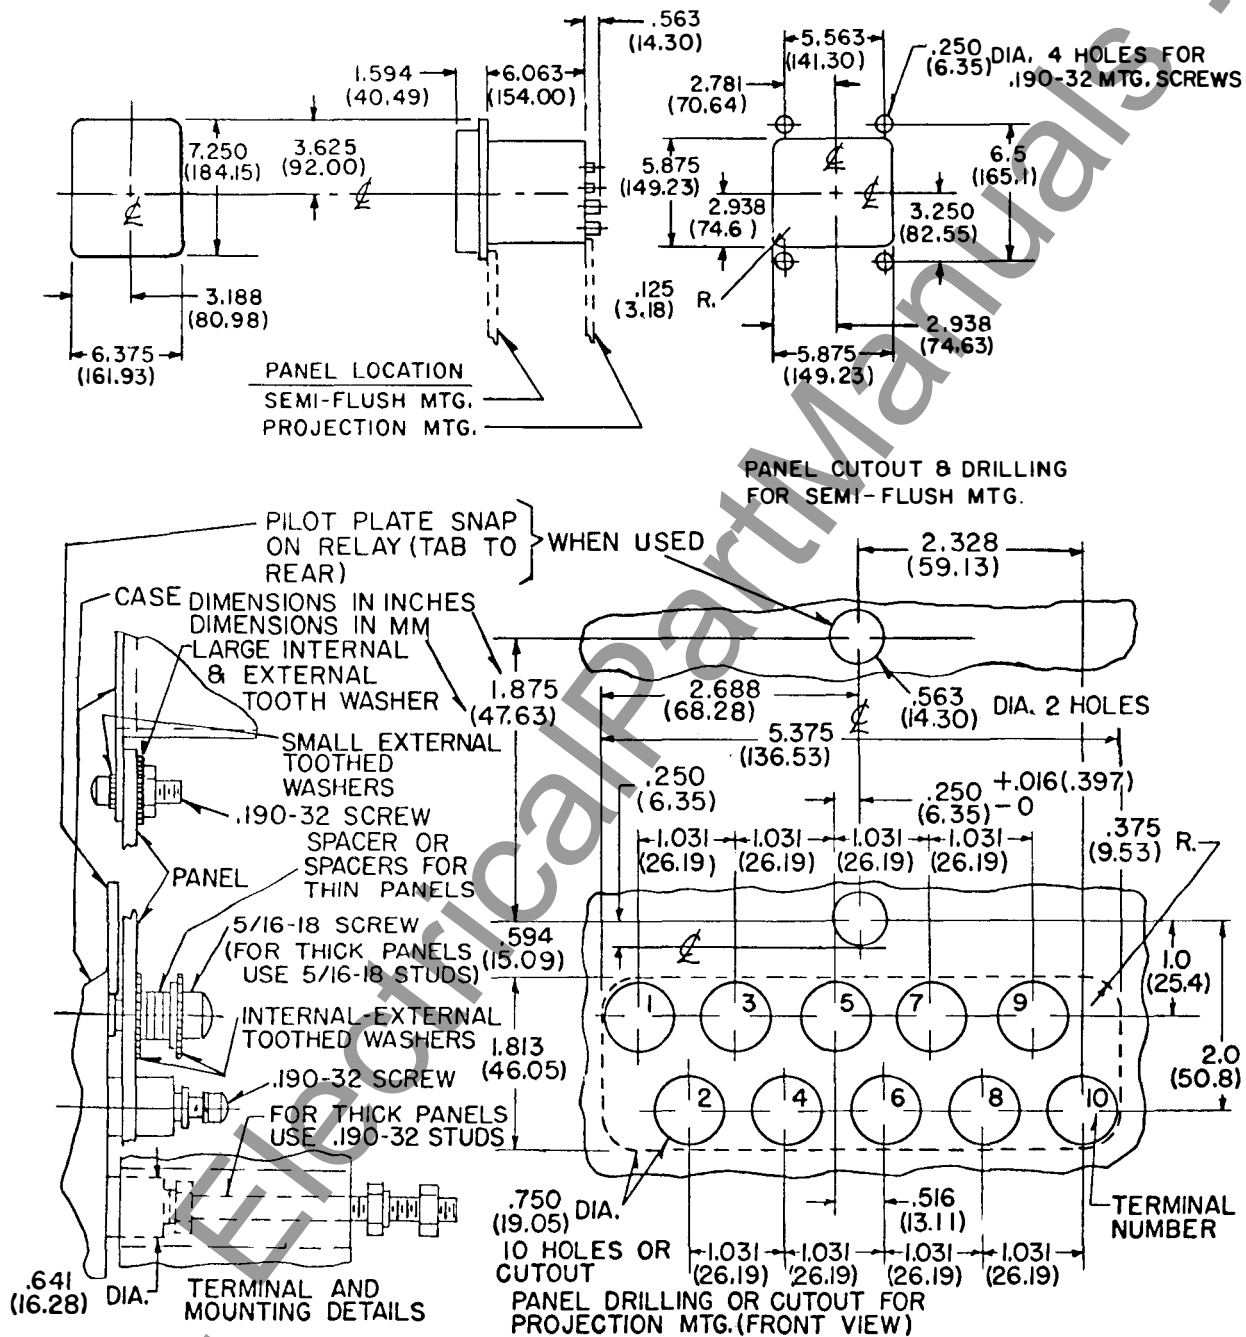 .563
(14.30)
5.563
(141.30)
.250 DIA. 4 HOLES FOR
(6.35) .190-32 MTG. SCREWS
1.594
(40.49)
6.063
(154.00)
2.781
(70.64)
7.250
(184.15)
3.625
(92.00)
℄
℄
5.875
(149.23)
2.938
(74.6)
℄
℄
6.5
(165.1)
3.250
(82.55)
3.188
(80.98)
.125
(3.18) R.
6.375
(161.93)
2.938
(74.63)
5.875
(149.23)
PANEL LOCATION
SEMI-FLUSH MTG.
PROJECTION MTG.
PANEL CUTOUT & DRILLING
FOR SEMI-FLUSH MTG.
PILOT PLATE SNAP
ON RELAY (TAB TO
REAR)
WHEN USED
2.328
(59.13)
CASE
DIMENSIONS IN INCHES
DIMENSIONS IN MM
LARGE INTERNAL
& EXTERNAL
TOOTH WASHER
1.875
(47.63)
2.688
(68.28)
℄
.563
(14.30) DIA. 2 HOLES
5.375
(136.53)
SMALL EXTERNAL
TOOTHED
WASHERS
.190-32 SCREW
.250
(6.35)
.250 +.016(.397)
(6.35) -0
SPACER OR
SPACERS FOR
THIN PANELS
PANEL
1.031 1.031 1.031 1.031
(26.19) (26.19) (26.19) (26.19)
.375
(9.53) R.
5/16-18 SCREW
(FOR THICK PANELS
USE 5/16-18 STUDS)
.594
(15.09)
℄
1.0
(25.4)
INTERNAL-EXTERNAL
TOOTHED WASHERS
1.813
(46.05)
1 3 5 7 9
2.0
(50.8)
.190-32 SCREW
2 4 6 8 10
FOR THICK PANELS
USE .190-32 STUDS
.750
(19.05) DIA.
10 HOLES OR
CUTOUT
.516
(13.11)
TERMINAL
NUMBER
1.031 1.031 1.031 1.031
(26.19) (26.19) (26.19) (26.19)
.641
(16.28) DIA.
TERMINAL AND
MOUNTING DETAILS
PANEL DRILLING OR CUTOUT FOR
PROJECTION MTG. (FRONT VIEW)
ElectricalPartManuals